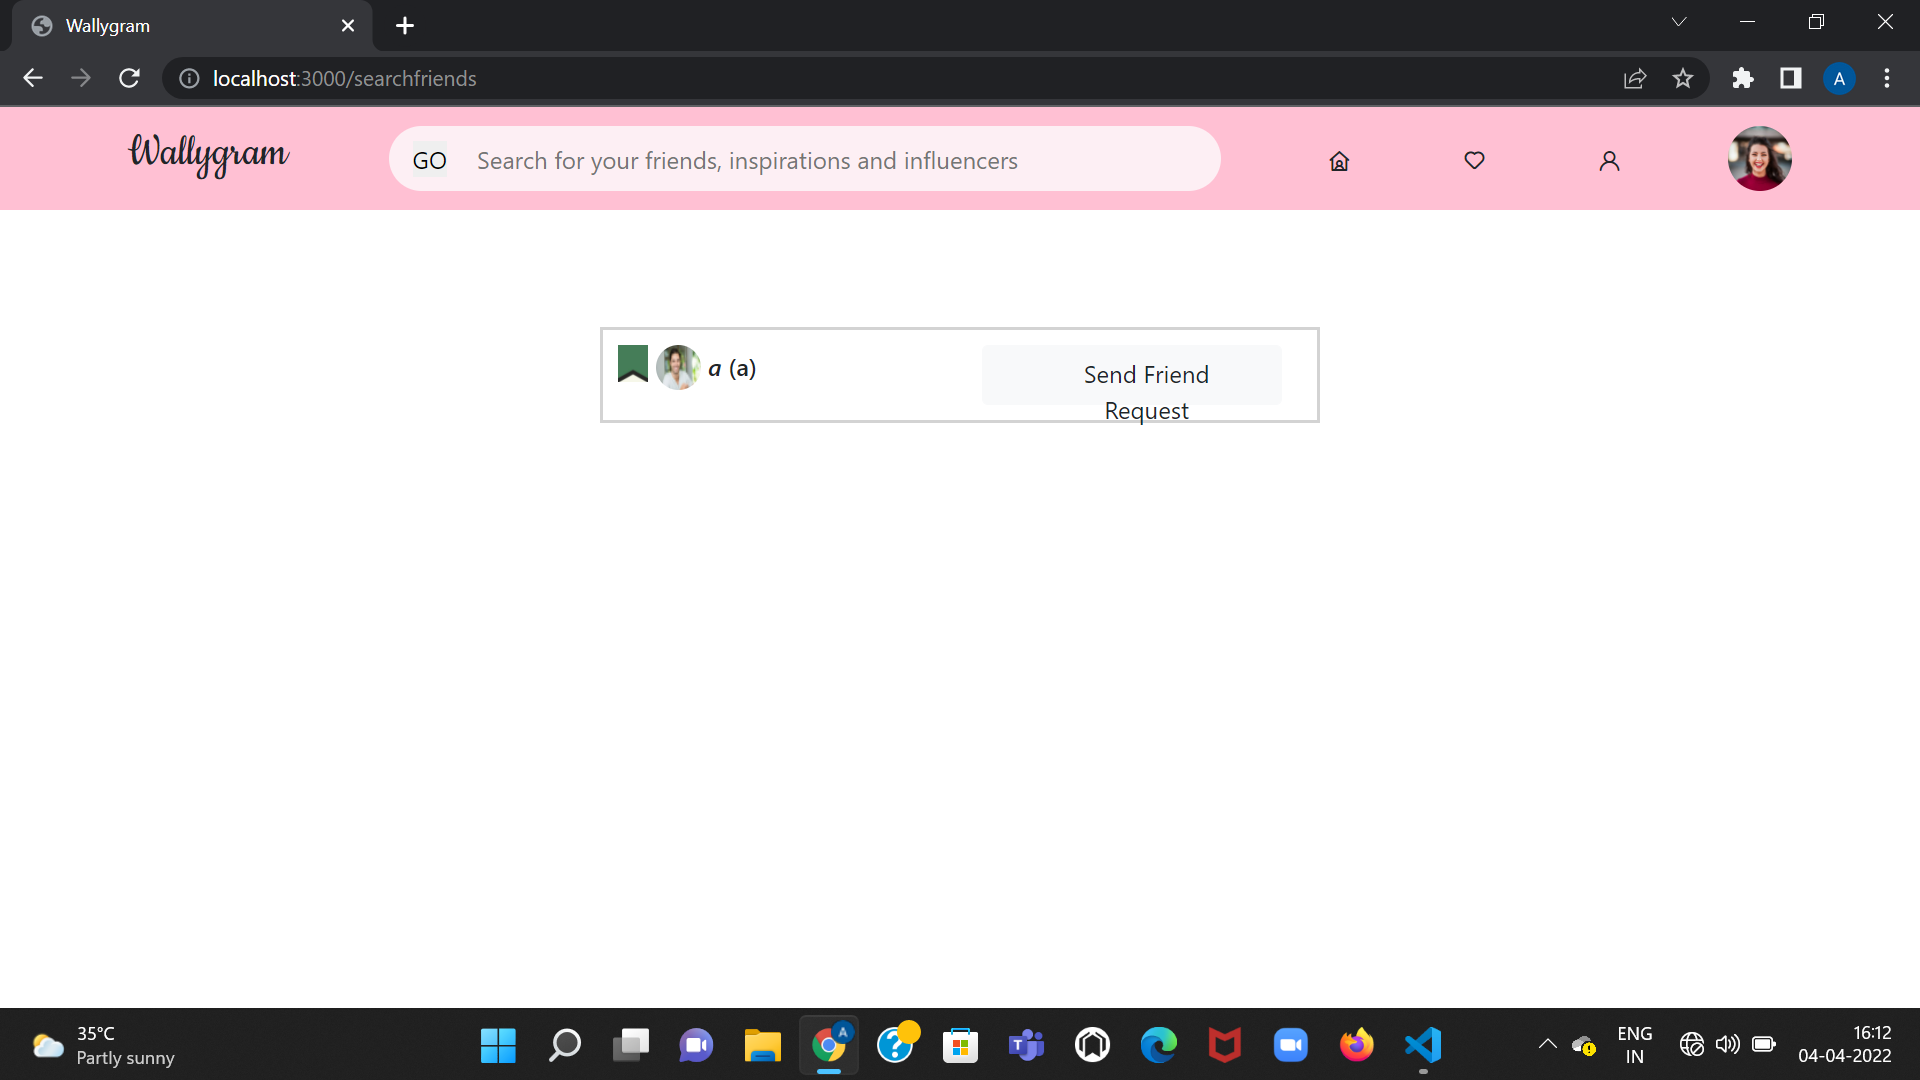 Wallygram
localhost:3000/searchfriends
A
Wallygram
GO Search for your friends, inspirations and influencers
a (a)
Send Friend
Request
35°C
Partly sunny
A
?
T
ENG
IN
16:12
04-04-2022